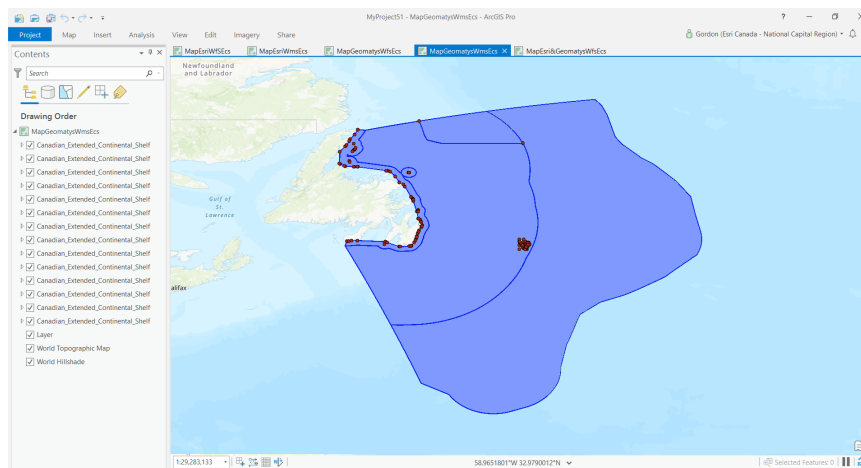 MyProject51 - MapGeomatysWmsEcs - ArcGIS Pro
?
Project Map Insert Analysis View Edit Imagery Share
Gordon (Esri Canada - National Capital Region)
Contents
Search
Drawing Order
MapGeomatysWmsEcs
Canadian_Extended_Continental_Shelf
Canadian_Extended_Continental_Shelf
Canadian_Extended_Continental_Shelf
Canadian_Extended_Continental_Shelf
Canadian_Extended_Continental_Shelf
Canadian_Extended_Continental_Shelf
Canadian_Extended_Continental_Shelf
Canadian_Extended_Continental_Shelf
Canadian_Extended_Continental_Shelf
Canadian_Extended_Continental_Shelf
Canadian_Extended_Continental_Shelf
Canadian_Extended_Continental_Shelf
Canadian_Extended_Continental_Shelf
Canadian_Extended_Continental_Shelf
Layer
World Topographic Map
World Hillshade
MapEsriWfSEcs MapEsriWmsEcs MapGeomatysWfsEcs MapGeomatysWmsEcs MapEsri&GeomatysWfsEcs
Newfoundland
and Labrador
Gulf of
St.
Lawrence
alifax
1:29,283,133
58.9651801°W 32.9790012°N
Selected Features: 0